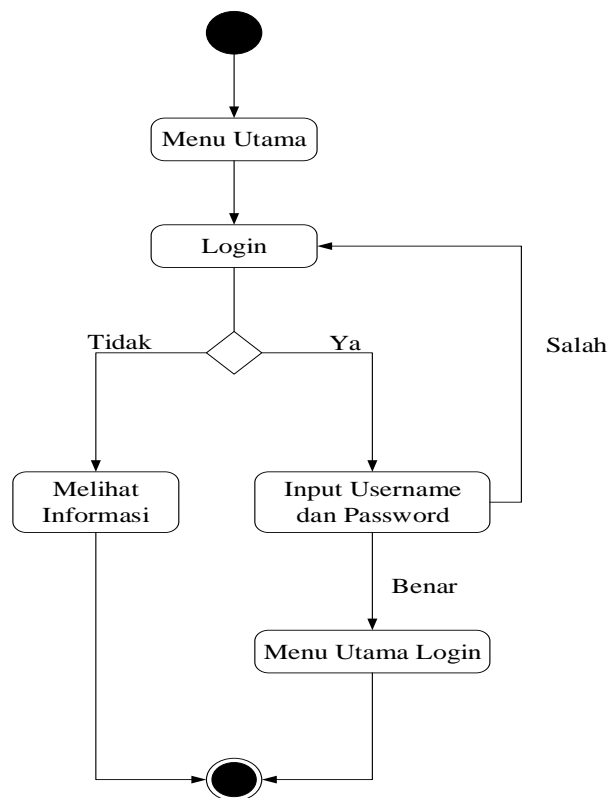 Menu Utama
Login
Tidak
Ya
Salah
Melihat
Informasi
Input Username
dan Password
Benar
Menu Utama Login